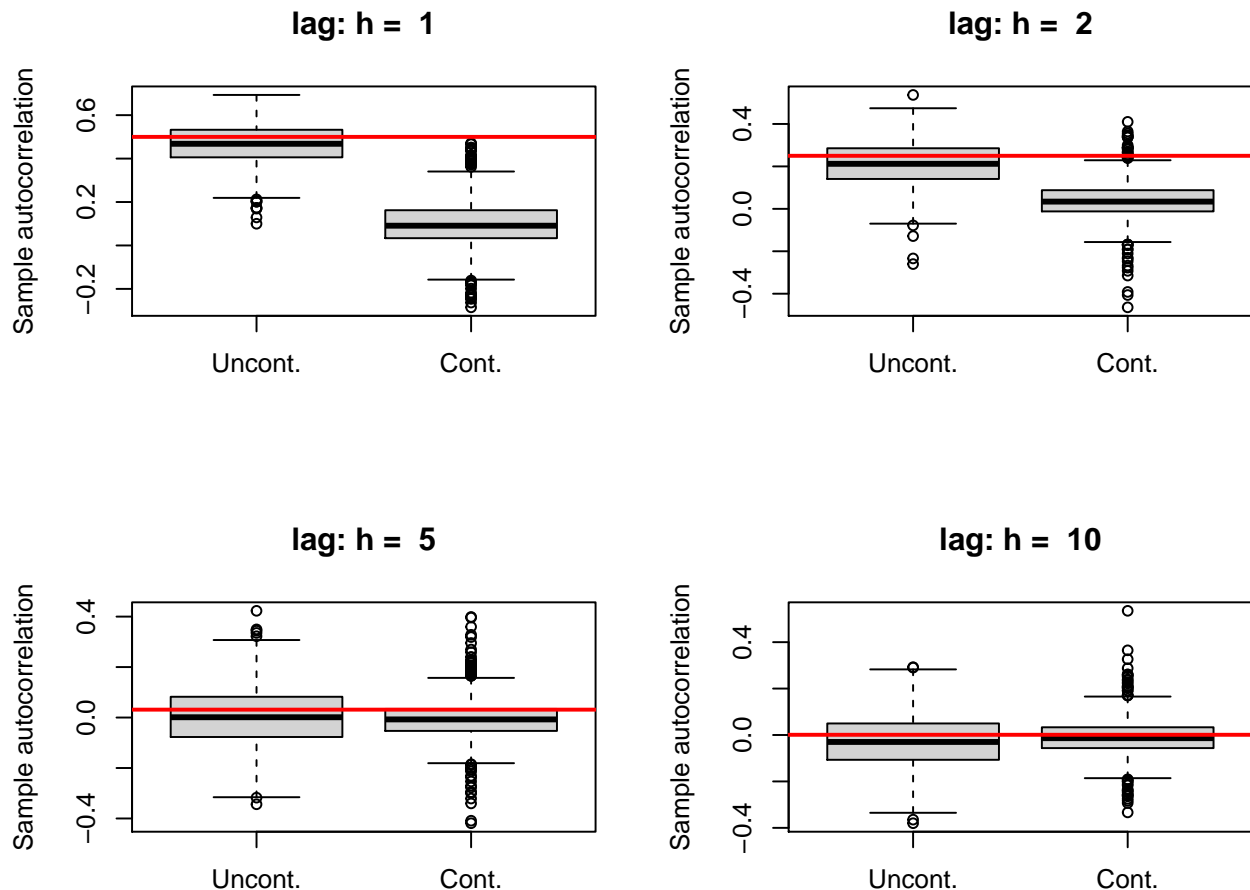 lag: h =  1
Sample autocorrelation
0.6
0.2
−0.2
Uncont.
Cont.
lag: h =  2
Sample autocorrelation
0.4
0.0
−0.4
Uncont.
Cont.
lag: h =  5
Sample autocorrelation
0.4
0.0
−0.4
Uncont.
Cont.
lag: h =  10
Sample autocorrelation
0.4
0.0
−0.4
Uncont.
Cont.